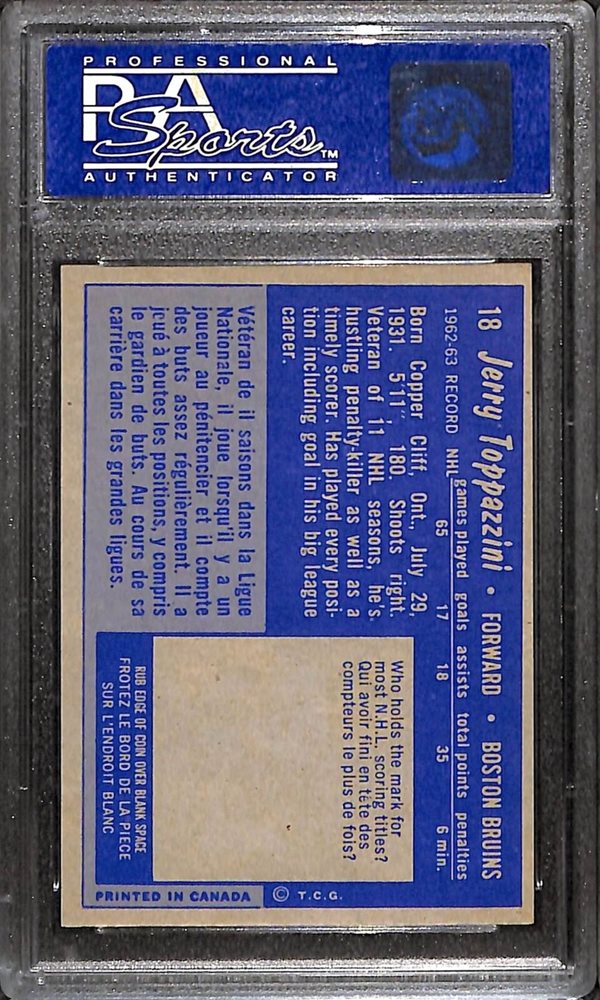 PROFESSIONAL
PSA
Sports™
AUTHENTICATOR
18 Jerry Toppazzini • FORWARD • BOSTON BRUINS
games played goals assists total points penalties
1962-63 RECORD NHL 65 17 18 35 6 min.
Born Copper Cliff, Ont., July 29,
1931. 5'11" 180. Shoots right.
Veteran of 11 NHL seasons, he's
hustling penalty-killer as well as a
timely scorer. Has played every posi-
tion including goal in his big league
career.
Vétéran de il saisons dans la Ligue
Nationale, il joue lorsqu'il y a un
joueur au pénitencier et il compte
des buts assez régulièrement. Il a
joué à toutes les postions, y compris
le gardien de buts. Au cours de sa
carrière dans les grandes ligues.
Who holds the mark for
most N.H.L. scoring titles?
Qui avoir fini en tête des
compteurs le plus de fois?
RUB EDGE OF COIN OVER BLANK SPACE
FROTEZ LE BORD DE LA PIECE
SUR L'ENDROIT BLANC
© T.C.G.
PRINTED IN CANADA